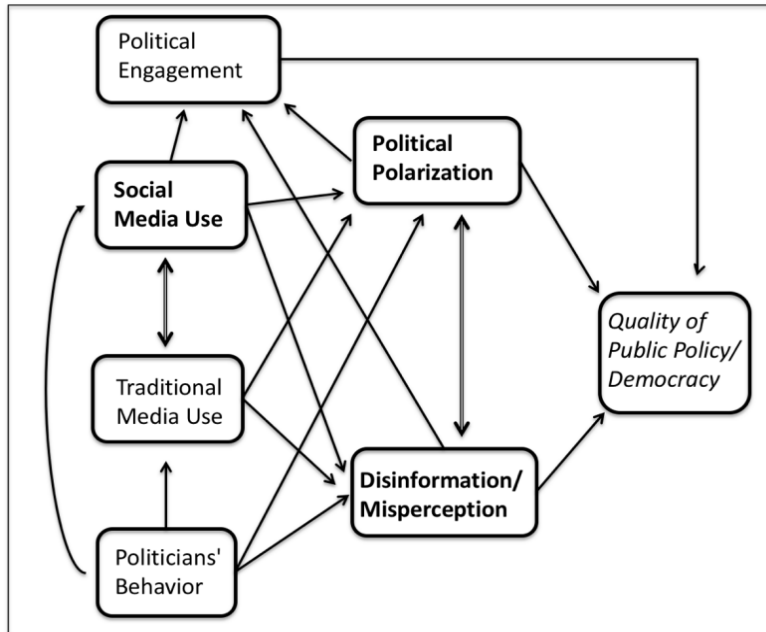 Political
Engagement
Political
Polarization
Social
Media Use
Quality of
Public Policy/
Democracy
Traditional
Media Use
Disinformation/
Misperception
Politicians'
Behavior